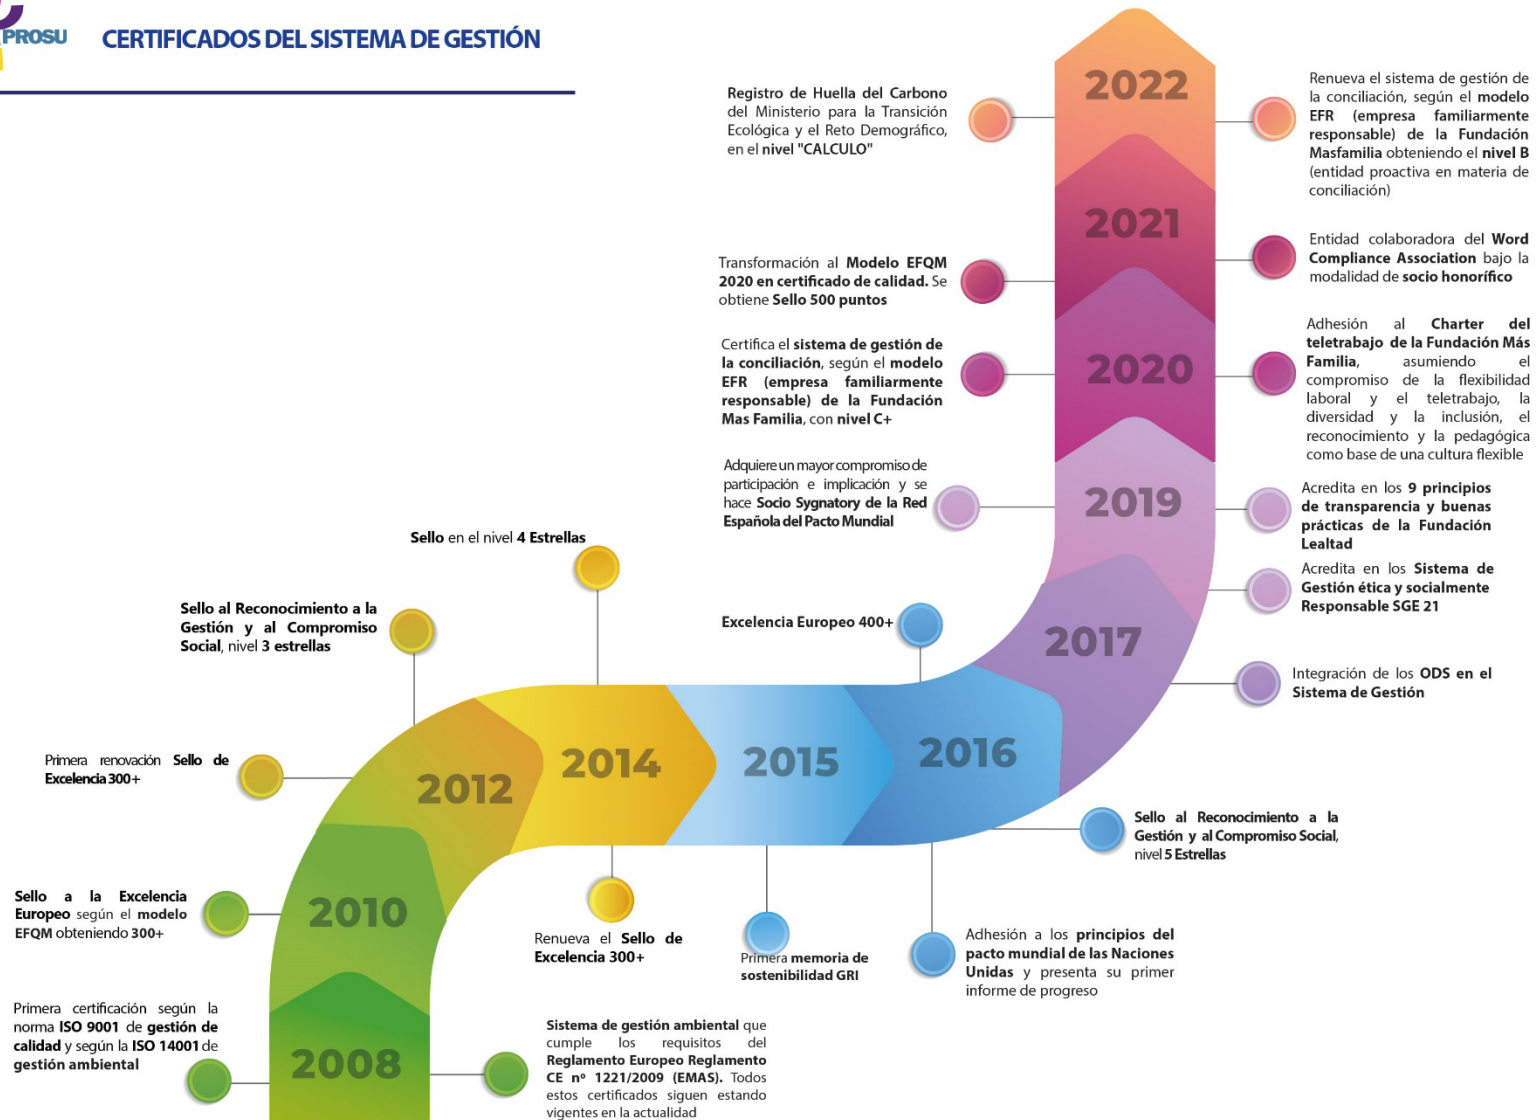 PROSU
CERTIFICADOS DEL SISTEMA DE GESTIÓN
2022
Registro de Huella del Carbono
del Ministerio para la Transición
Ecológica y el Reto Demográfico,
en el nivel "CALCULO"
Renueva el sistema de gestión de
la conciliación, según el modelo
EFR (empresa familiarmente
responsable) de la Fundación
Masfamilia obteniendo el nivel B
(entidad proactiva en materia de
conciliación)
2021
Transformación al Modelo EFQM
2020 en certificado de calidad. Se
obtiene Sello 500 puntos
Entidad colaboradora del Word
Compliance Association bajo la
modalidad de socio honorífico
2020
Certifica el sistema de gestión de
la conciliación, según el modelo
EFR (empresa familiarmente
responsable) de la Fundación
Mas Familia, con nivel C+
Adhesión al Charter del
teletrabajo de la Fundación Más
Familia, asumiendo el
compromiso de la flexibilidad
laboral y el teletrabajo, la
diversidad y la inclusión, el
reconocimiento y la pedagógica
como base de una cultura flexible
2019
Adquiere un mayor compromiso de
participación e implicación y se
hace Socio Sygnatory de la Red
Española del Pacto Mundial
Acredita en los 9 principios
de transparencia y buenas
prácticas de la Fundación
Lealtad
Acredita en los Sistema de
Gestión ética y socialmente
Responsable SGE 21
2017
Integración de los ODS en el
Sistema de Gestión
2016
Excelencia Europeo 400+
Sello al Reconocimiento a la
Gestión y al Compromiso Social,
nivel 5 Estrellas
Adhesión a los principios del
pacto mundial de las Naciones
Unidas y presenta su primer
informe de progreso
2015
Primera memoria de
sostenibilidad GRI
2014
Sello en el nivel 4 Estrellas
Renueva el Sello de
Excelencia 300+
2012
Sello al Reconocimiento a la
Gestión y al Compromiso
Social, nivel 3 estrellas
Primera renovación Sello de
Excelencia 300+
2010
Sello a la Excelencia
Europeo según el modelo
EFQM obteniendo 300+
2008
Primera certificación según la
norma ISO 9001 de gestión de
calidad y según la ISO 14001 de
gestión ambiental
Sistema de gestión ambiental que
cumple los requisitos del
Reglamento Europeo Reglamento
CE nº 1221/2009 (EMAS). Todos
estos certificados siguen estando
vigentes en la actualidad